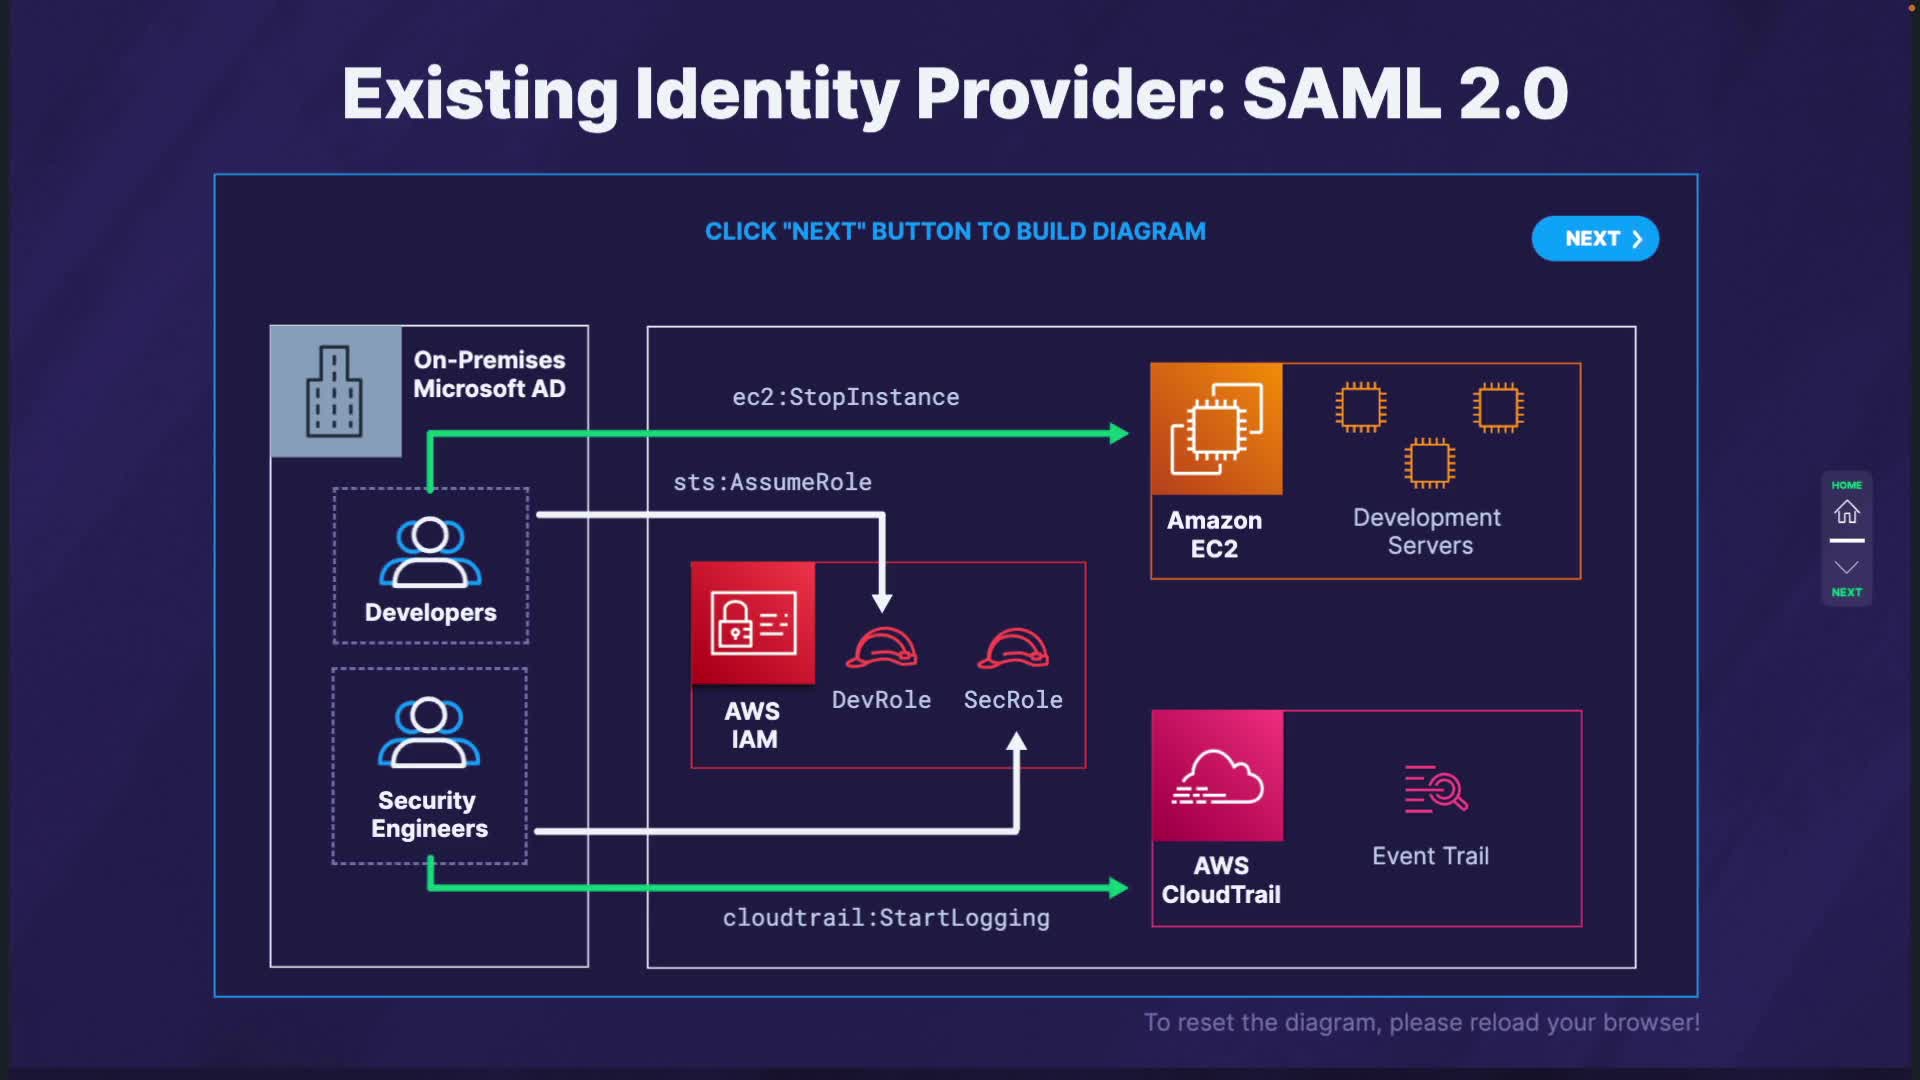 Existing Identity Provider: SAML 2.0
CLICK "NEXT" BUTTON TO BUILD DIAGRAM
NEXT
On-Premises
Microsoft AD
ec2:StopInstance
sts:AssumeRole
Amazon
EC2
Development
Servers
HOME
NEXT
Developers
AWS
IAM
DevRole
SecRole
Security
Engineers
AWS
CloudTrail
Event Trail
cloudtrail:StartLogging
To reset the diagram, please reload your browser!